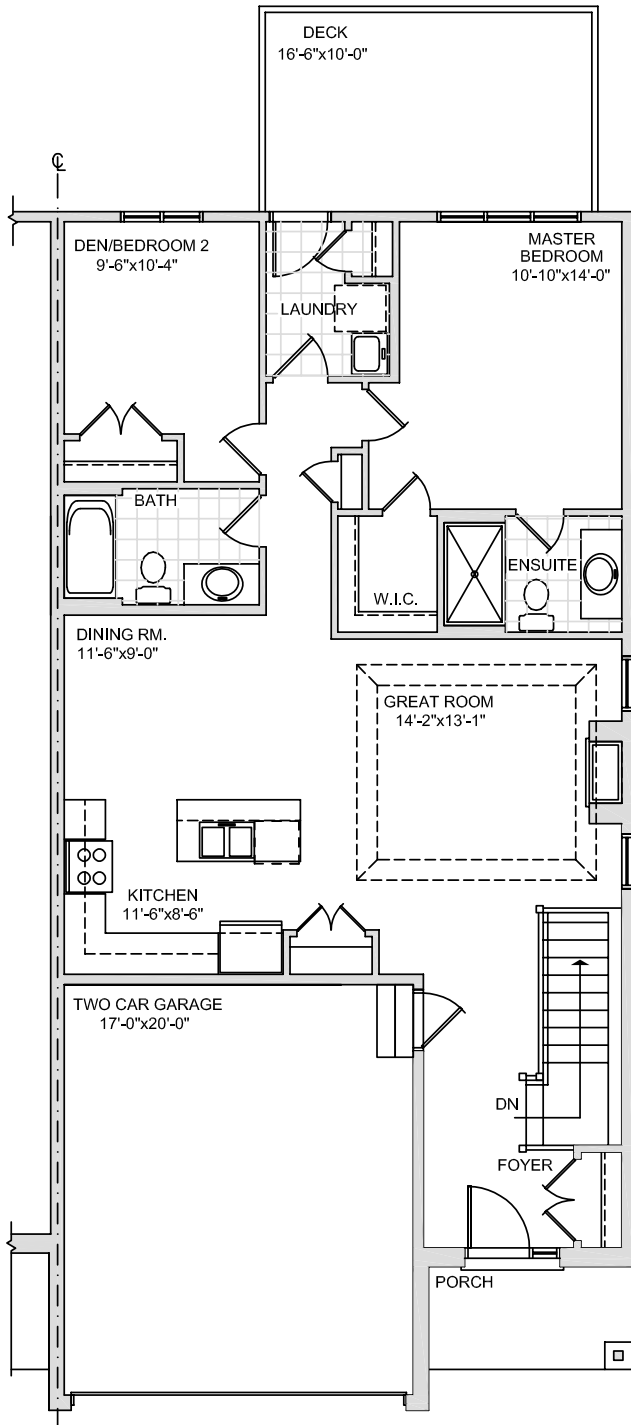 DECK
16'-6"x10'-0"
℄
DEN/BEDROOM 2
9'-6"x10'-4"
MASTER
BEDROOM
10'-10"x14'-0"
LAUNDRY
BATH
ENSUITE
W.I.C.
DINING RM.
11'-6"x9'-0"
GREAT ROOM
14'-2"x13'-1"
KITCHEN
11'-6"x8'-6"
TWO CAR GARAGE
17'-0"x20'-0"
DN
FOYER
PORCH